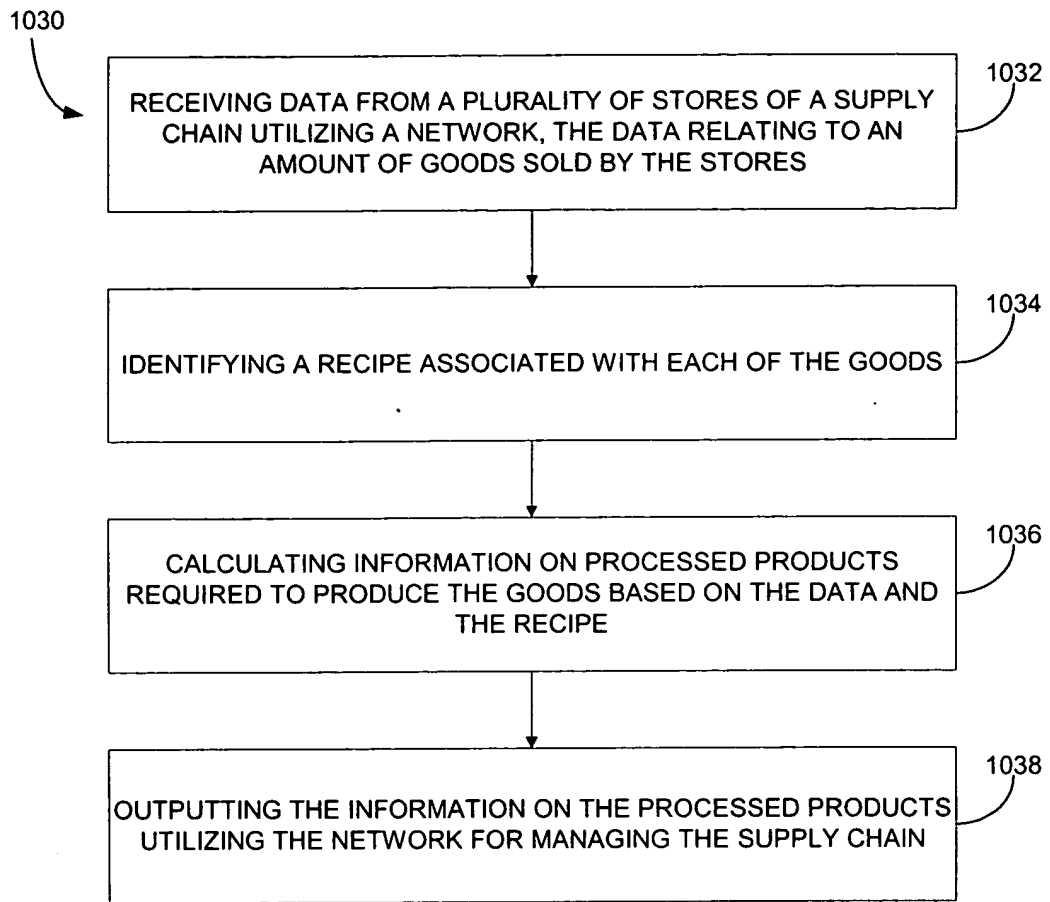 1030
1032
RECEIVING DATA FROM A PLURALITY OF STORES OF A SUPPLY
CHAIN UTILIZING A NETWORK, THE DATA RELATING TO AN
AMOUNT OF GOODS SOLD BY THE STORES
1034
IDENTIFYING A RECIPE ASSOCIATED WITH EACH OF THE GOODS
1036
CALCULATING INFORMATION ON PROCESSED PRODUCTS
REQUIRED TO PRODUCE THE GOODS BASED ON THE DATA AND
THE RECIPE
1038
OUTPUTTING THE INFORMATION ON THE PROCESSED PRODUCTS
UTILIZING THE NETWORK FOR MANAGING THE SUPPLY CHAIN